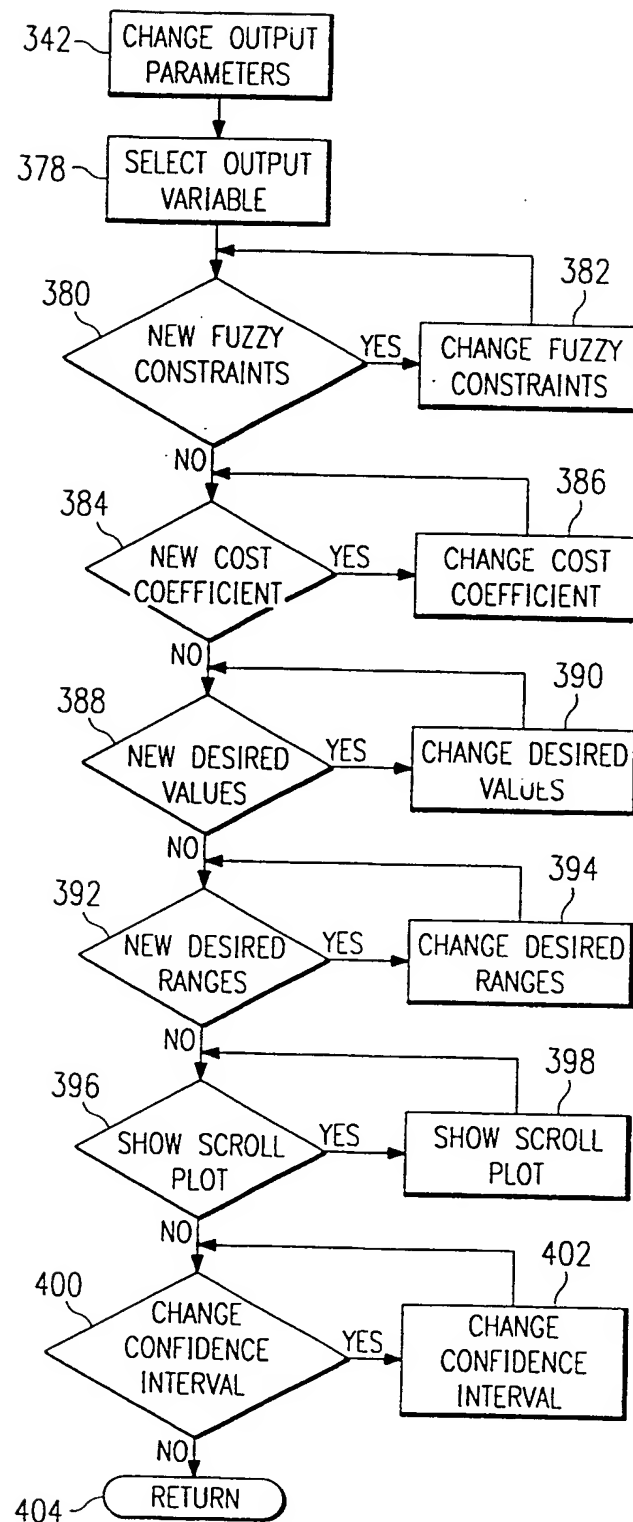 342
CHANGE OUTPUT
PARAMETERS
378
SELECT OUTPUT
VARIABLE
380
NEW FUZZY
CONSTRAINTS
YES
382
CHANGE FUZZY
CONSTRAINTS
NO
384
NEW COST
COEFFICIENT
YES
386
CHANGE COST
COEFFICIENT
NO
388
NEW DESIRED
VALUES
YES
390
CHANGE DESIRED
VALUES
NO
392
NEW DESIRED
RANGES
YES
394
CHANGE DESIRED
RANGES
NO
396
SHOW SCROLL
PLOT
YES
398
SHOW SCROLL
PLOT
NO
400
CHANGE
CONFIDENCE
INTERVAL
YES
402
CHANGE
CONFIDENCE
INTERVAL
NO
404
RETURN